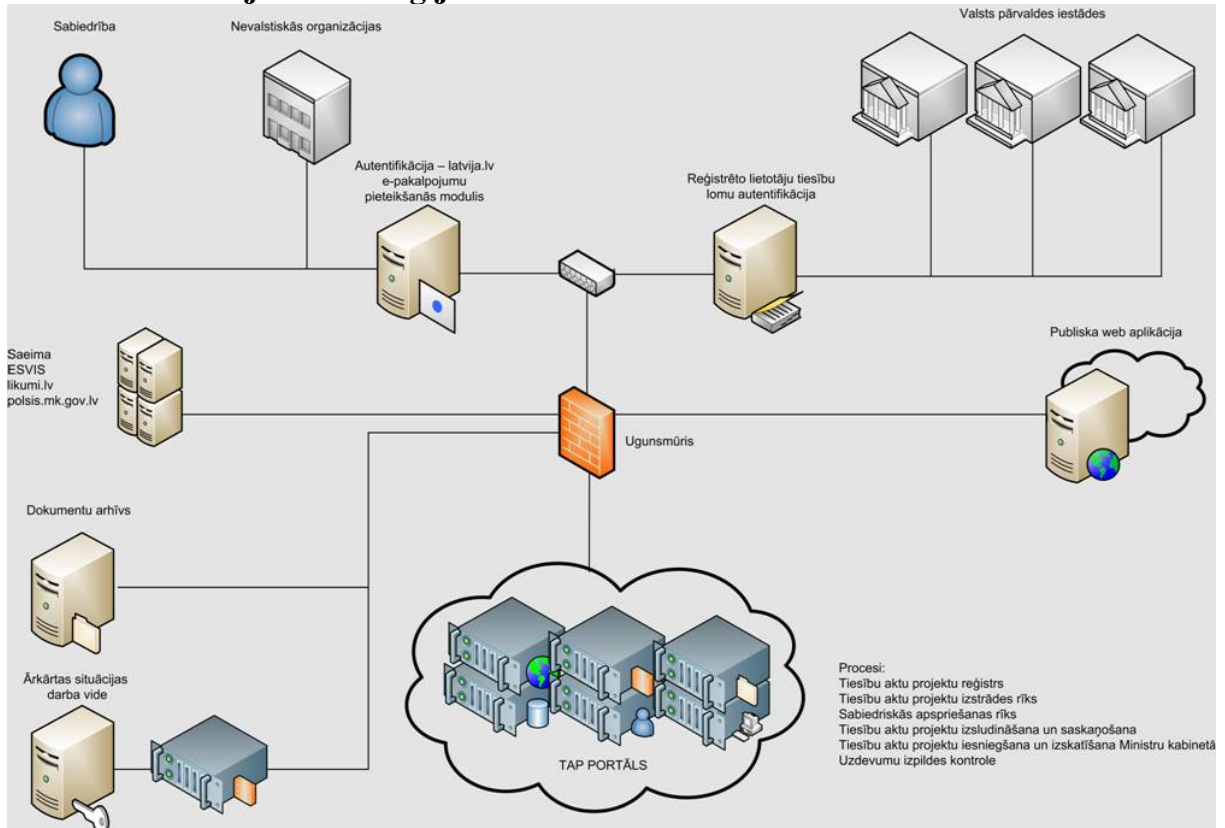 Sabiedrība
Nevalstiskās organizācijas
Valsts pārvaldes iestādes
Autentifikācija – latvija.lv
e-pakalpojumu
pieteikšanās modulis
Reģistrēto lietotāju tiesību
lomu autentifikācija
Saeima
ESVIS
likumi.lv
polsis.mk.gov.lv
Publiska web aplikācija
Ugunsmūris
Dokumentu arhīvs
Ārkārtas situācijas
darba vide
TAP PORTĀLS
Procesi:
Tiesību aktu projektu reģistrs
Tiesību aktu projektu izstrādes rīks
Sabiedriskās apspriešanas rīks
Tiesību aktu projektu izsludināšana un saskaņošana
Tiesību aktu projektu iesniegšana un izskatīšana Ministru kabinetā
Uzdevumu izpildes kontrole